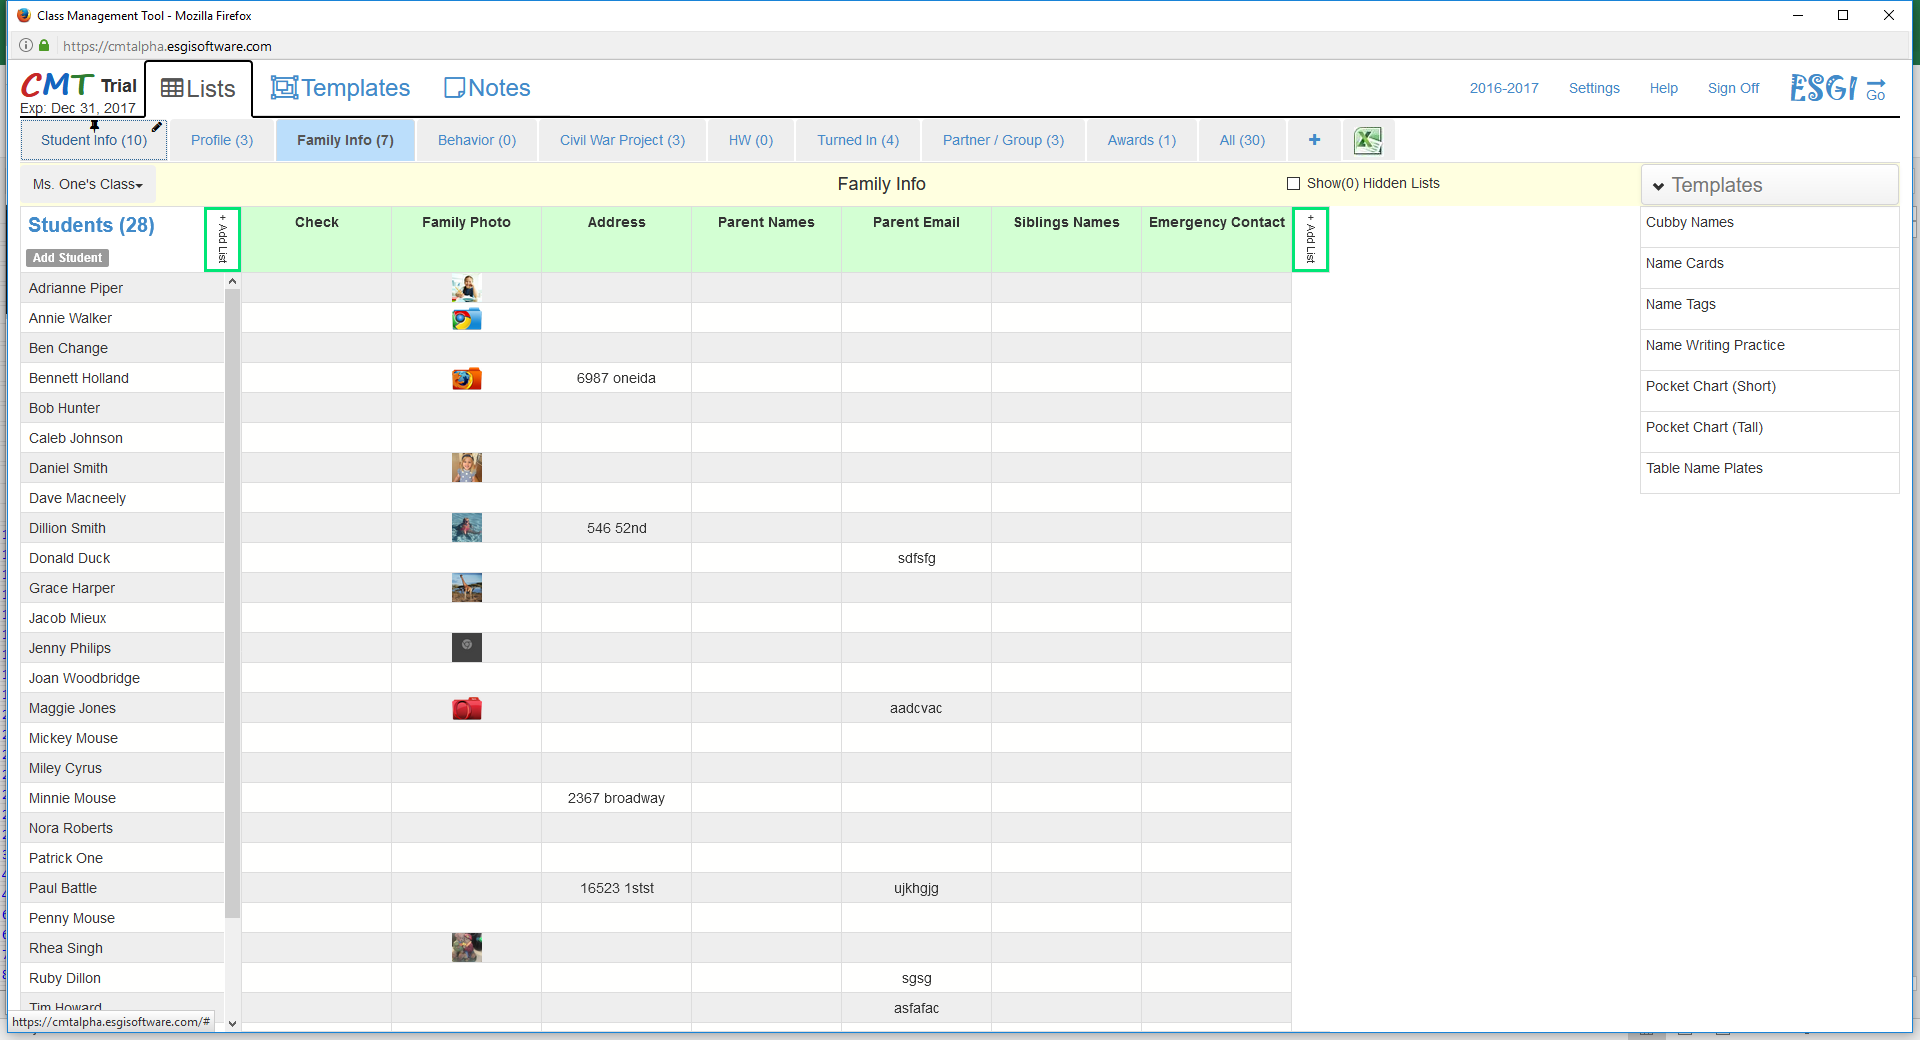 Class Management Tool - Mozilla Firefox
https://cmtalpha.esgisoftware.com
CMT Trial
Exp: Dec 31, 2017
Lists
Templates
Notes
2016-2017
Settings
Help
Sign Off
ESGI
Go
Student Info (10)
Profile (3)
Family Info (7)
Behavior (0)
Civil War Project (3)
HW (0)
Turned In (4)
Partner / Group (3)
Awards (1)
All (30)
+
Ms. One's Class
Family Info
Show(0) Hidden Lists
Templates
Students (28)
Add Student
+ Add List
Check
Family Photo
Address
Parent Names
Parent Email
Siblings Names
Emergency Contact
+ Add List
Cubby Names
Name Cards
Name Tags
Name Writing Practice
Pocket Chart (Short)
Pocket Chart (Tall)
Table Name Plates
Adrianne Piper
Annie Walker
Ben Change
Bennett Holland 6987 oneida
Bob Hunter
Caleb Johnson
Daniel Smith
Dave Macneely
Dillion Smith 546 52nd
Donald Duck sdfsfg
Grace Harper
Jacob Mieux
Jenny Philips
Joan Woodbridge
Maggie Jones aadcvac
Mickey Mouse
Miley Cyrus
Minnie Mouse 2367 broadway
Nora Roberts
Patrick One
Paul Battle 16523 1stst ujkhgjg
Penny Mouse
Rhea Singh
Ruby Dillon sgsg
Tim Howard asfafac
https://cmtalpha.esgisoftware.com/#